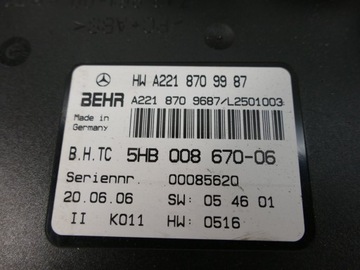 HW A221 870 99 87
BEHR A221 870 9687/L2501003
Made in
Germany
B.H.TC 5HB 008 670-06
Seriennr. 00085620
20.06.06 SW: 05 46 01
II K011 HW: 0516